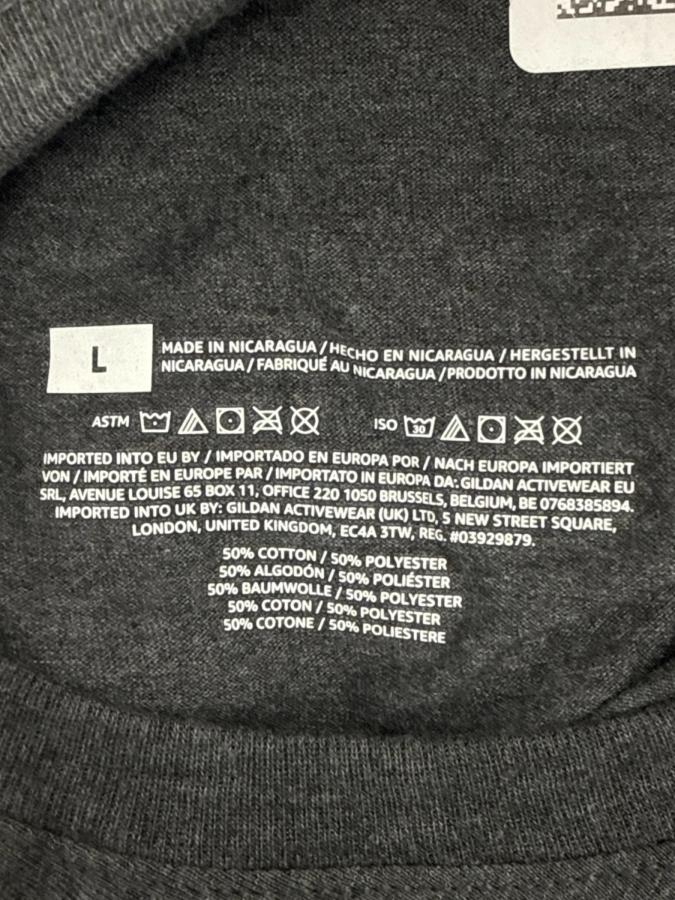 L
MADE IN NICARAGUA / HECHO EN NICARAGUA / HERGESTELLT IN
NICARAGUA / FABRIQUÉ AU NICARAGUA / PRODOTTO IN NICARAGUA
ASTM
ISO 30
IMPORTED INTO EU BY / IMPORTADO EN EUROPA POR / NACH EUROPA IMPORTIERT
VON / IMPORTÉ EN EUROPE PAR / IMPORTATO IN EUROPA DA: GILDAN ACTIVEWEAR EU
SRL, AVENUE LOUISE 65 BOX 11, OFFICE 220 1050 BRUSSELS, BELGIUM, BE 0768385894.
IMPORTED INTO UK BY: GILDAN ACTIVEWEAR (UK) LTD, 5 NEW STREET SQUARE,
LONDON, UNITED KINGDOM, EC4A 3TW, REG. #03929879.
50% COTTON / 50% POLYESTER
50% ALGODÓN / 50% POLIÉSTER
50% BAUMWOLLE / 50% POLYESTER
50% COTON / 50% POLYESTER
50% COTONE / 50% POLIESTERE